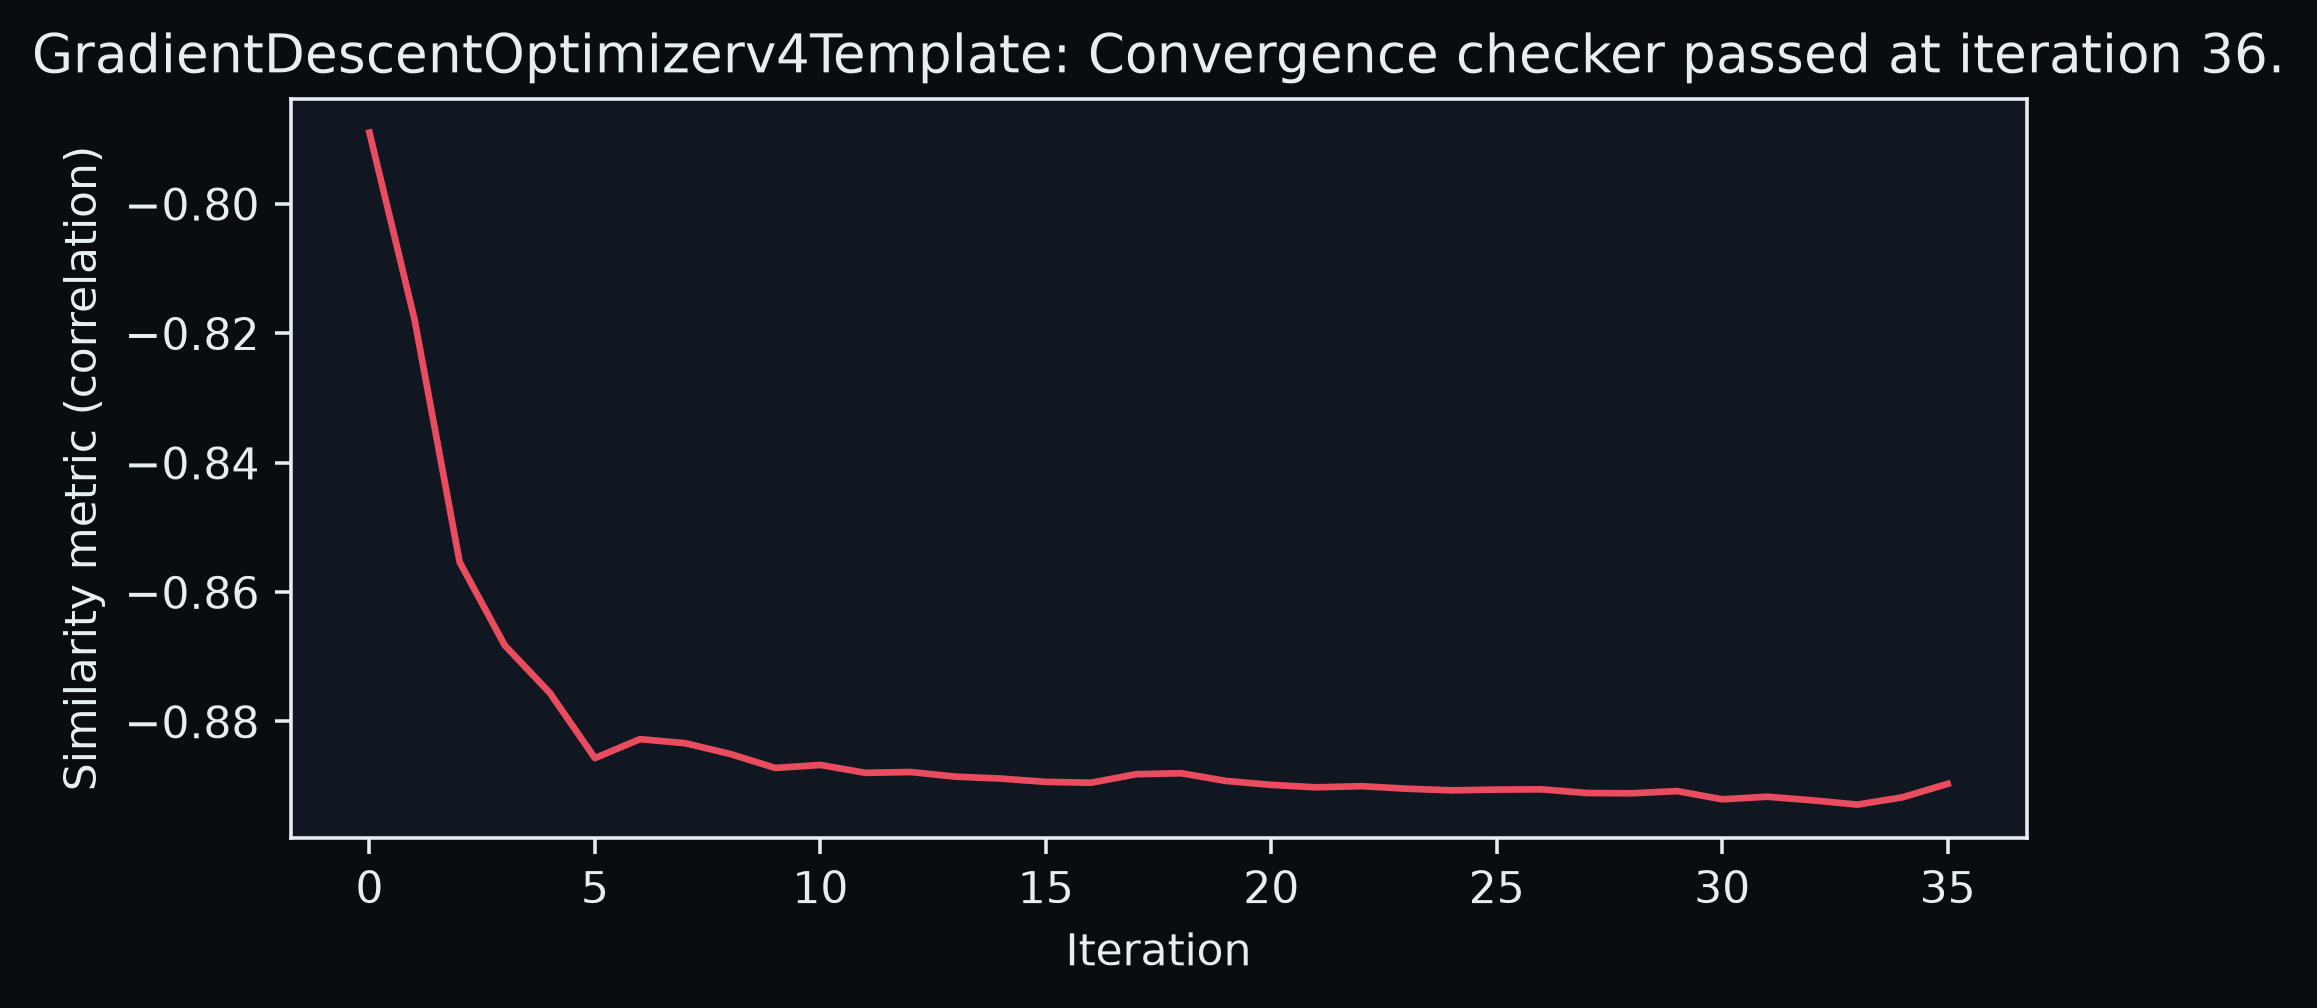 GradientDescentOptimizerv4Template: Convergence checker passed at iteration 36.
Similarity metric (correlation)
−0.80
−0.82
−0.84
−0.86
−0.88
0 5 10 15 20 25 30 35
Iteration